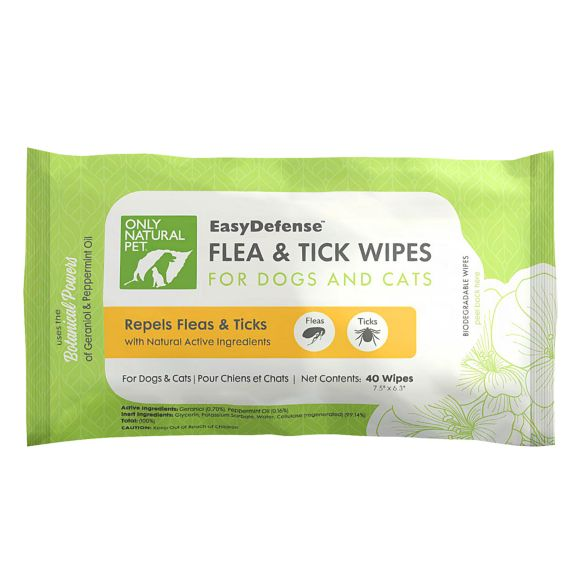 ONLY
NATURAL
PET
EasyDefense™
FLEA & TICK WIPES
FOR DOGS AND CATS
Repels Fleas & Ticks
with Natural Active Ingredients
Fleas
Ticks
For Dogs & Cats | Pour Chiens et Chats | Net Contents: 40 Wipes
7.5" x 6.3"
Active Ingredients: Geraniol (0.70%), Peppermint Oil (0.16%)
Inert Ingredients: Glycerin, Potassium Sorbate, Water, Cellulose (regenerated) (99.14%)
Total: (100%)
CAUTION: Keep Out of Reach of Children
uses the
Botanical Powers
of Geraniol & Peppermint Oil
BIODEGRADABLE WIPES
peel back here